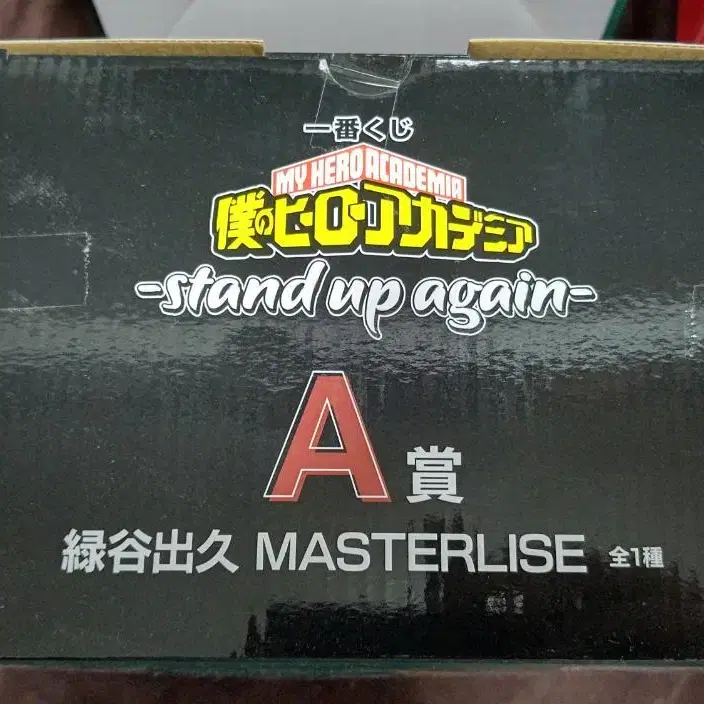 一番くじ
MY HERO ACADEMIA
僕のヒーローアカデミア
-stand up again-
A賞
緑谷出久 MASTERLISE 全1種